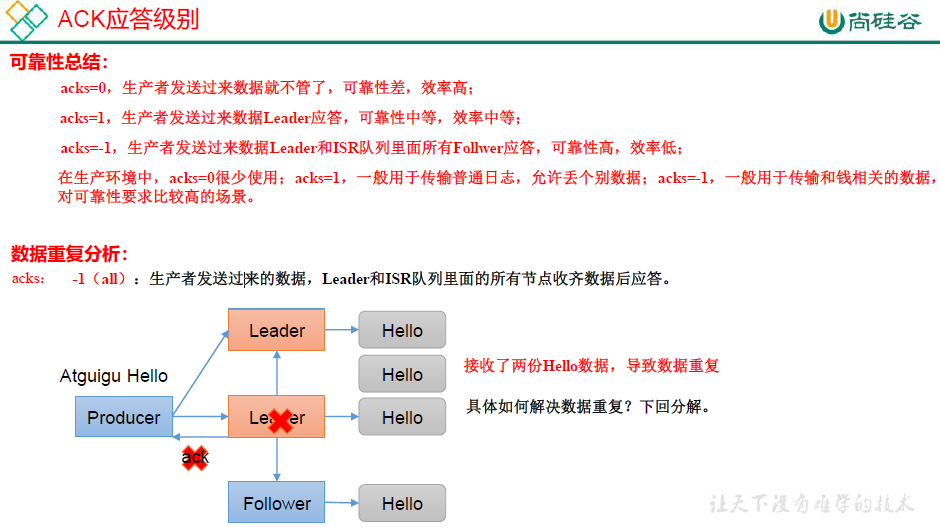 ACK应答级别
尚硅谷
可靠性总结：
acks=0，生产者发送过来数据就不管了，可靠性差，效率高；
acks=1，生产者发送过来数据Leader应答，可靠性中等，效率中等；
acks=-1，生产者发送过来数据Leader和ISR队列里面所有Follwer应答，可靠性高，效率低；
在生产环境中，acks=0很少使用；acks=1，一般用于传输普通日志，允许丢个别数据；acks=-1，一般用于传输和钱相关的数据，
对可靠性要求比较高的场景。
数据重复分析：
acks： -1（all）：生产者发送过来的数据，Leader和ISR队列里面的所有节点收齐数据后应答。
Leader
Hello
Atguigu Hello
Hello
接收了两份Hello数据，导致数据重复
Producer
Leader
Hello
具体如何解决数据重复？下回分解。
ack
Follower
Hello
让天下没有难学的技术